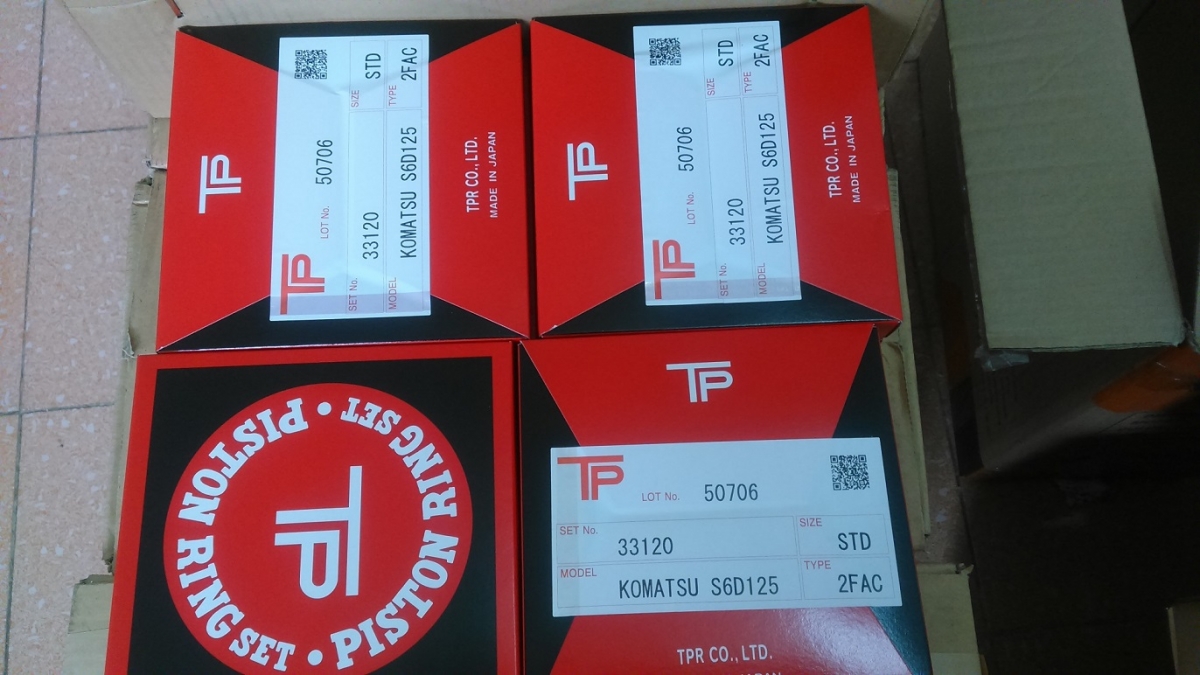 TP
TP
LOT No. 50706
SET No. 33120
SIZE STD
MODEL KOMATSU S6D125
TYPE 2FAC
TPR CO., LTD.
MADE IN JAPAN
TP
TP
LOT No. 50706
SET No. 33120
SIZE STD
MODEL KOMATSU S6D125
TYPE 2FAC
TPR CO., LTD.
MADE IN JAPAN
PISTON RING SET • PISTON RING SET •
TP
TP
TP
LOT No. 50706
SET No. 33120
SIZE STD
MODEL KOMATSU S6D125
TYPE 2FAC
TPR CO., LTD.
JAPAN